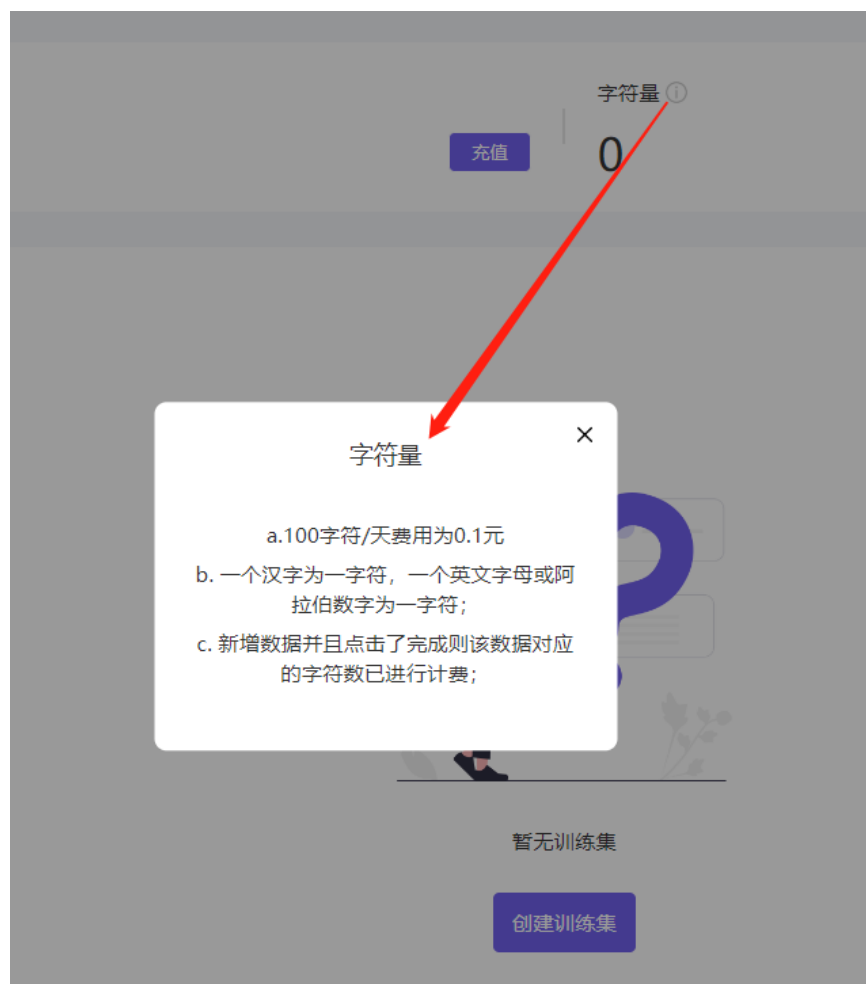 字符量
充值
0
字符量
a.100字符/天费用为0.1元
b. 一个汉字为一字符，一个英文字母或阿
拉伯数字为一字符；
c. 新增数据并且点击了完成则该数据对应
的字符数已进行计费；
暂无训练集
创建训练集